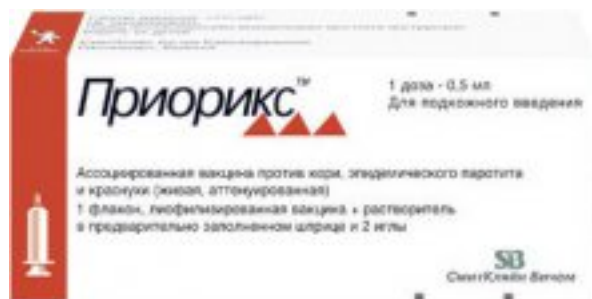 Приорикс™
1 доза - 0,5 мл
Для подкожного введения
Ассоциированная вакцина против кори, эпидемического паротита
и краснухи (живая, аттенуированная)
1 флакон, лиофилизированная вакцина + растворитель
в предварительно заполненном шприце и 2 иглы
SB
СмитКляйн Бичем